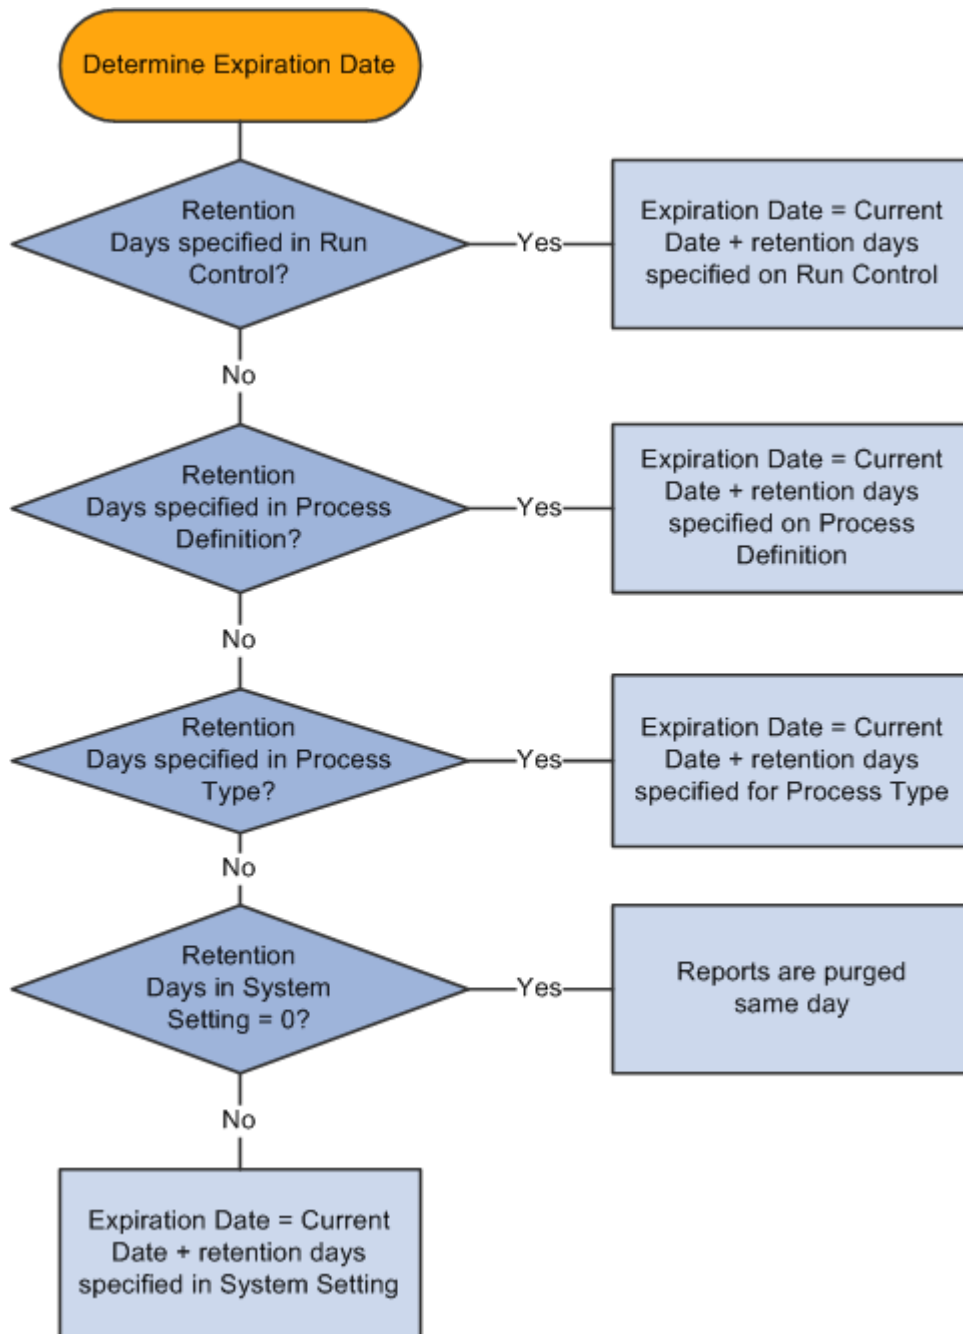 Determine Expiration Date
Retention
Days specified in Run
Control?
Yes
Expiration Date = Current
Date + retention days
specified on Run Control
No
Retention
Days specified in Process
Definition?
Yes
Expiration Date = Current
Date + retention days
specified on Process
Definition
No
Retention
Days specified in Process
Type?
Yes
Expiration Date = Current
Date + retention days
specified for Process Type
No
Retention
Days in System
Setting = 0?
Yes
Reports are purged
same day
No
Expiration Date = Current
Date + retention days
specified in System Setting